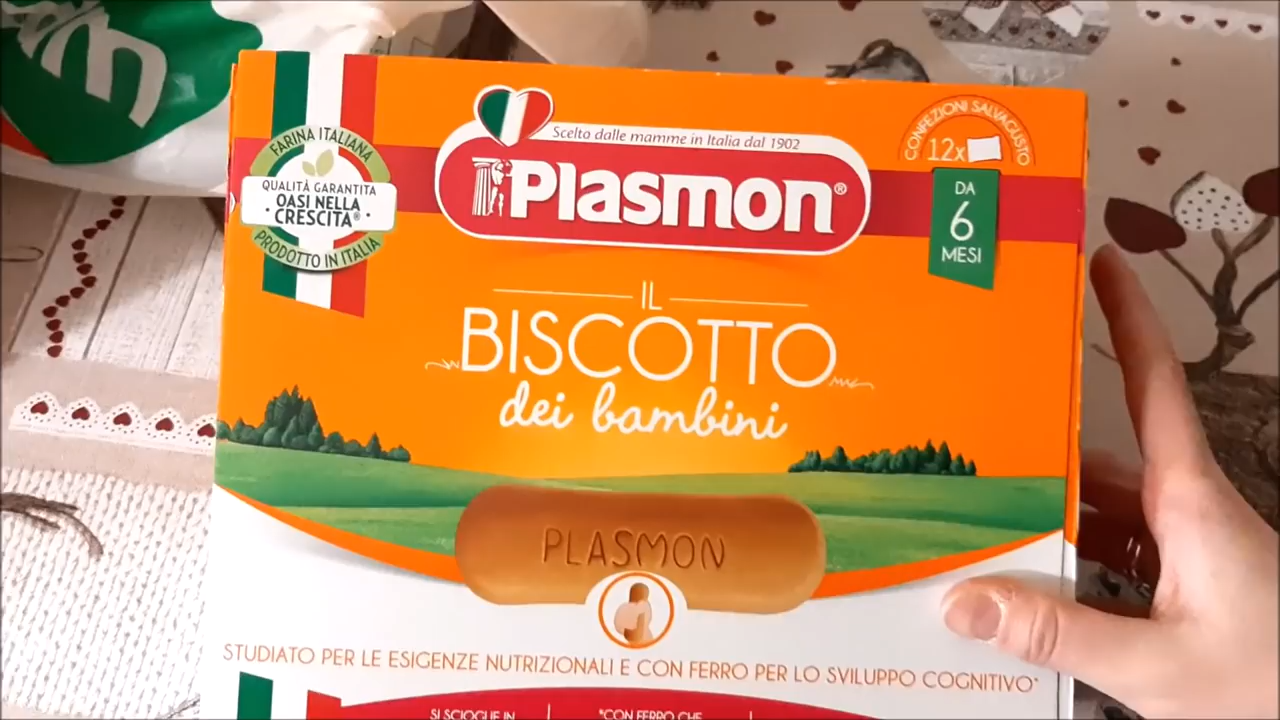 FARINA ITALIANA
QUALITÀ GARANTITA
OASI NELLA
CRESCITA®
PRODOTTO IN ITALIA
Scelto dalle mamme in Italia dal 1902
Plasmon®
CONFEZIONI SALVAGUSTO
12x
DA
6
MESI
IL
BISCOTTO
dei bambini
PLASMON
STUDIATO PER LE ESIGENZE NUTRIZIONALI E CON FERRO PER LO SVILUPPO COGNITIVO*
SI SCIOGLIE IN
*CON FERRO CHE